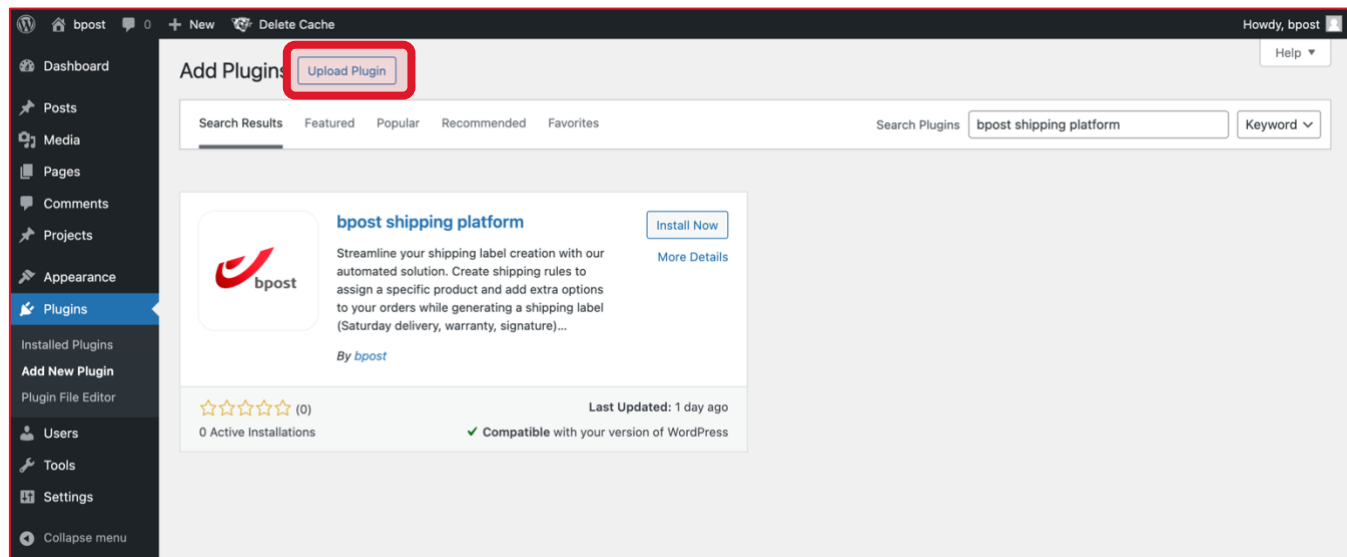 bpost 0 + New Delete Cache Howdy, bpost
Help ▼
Dashboard
Posts
Media
Pages
Comments
Projects
Appearance
Plugins
Installed Plugins
Add New Plugin
Plugin File Editor
Users
Tools
Settings
Collapse menu
Add Plugins Upload Plugin
Search Results Featured Popular Recommended Favorites Search Plugins bpost shipping platform Keyword
bpost
bpost shipping platform
Streamline your shipping label creation with our
automated solution. Create shipping rules to
assign a specific product and add extra options
to your orders while generating a shipping label
(Saturday delivery, warranty, signature)...
By bpost
Install Now
More Details
(0) Last Updated: 1 day ago
0 Active Installations ✔ Compatible with your version of WordPress